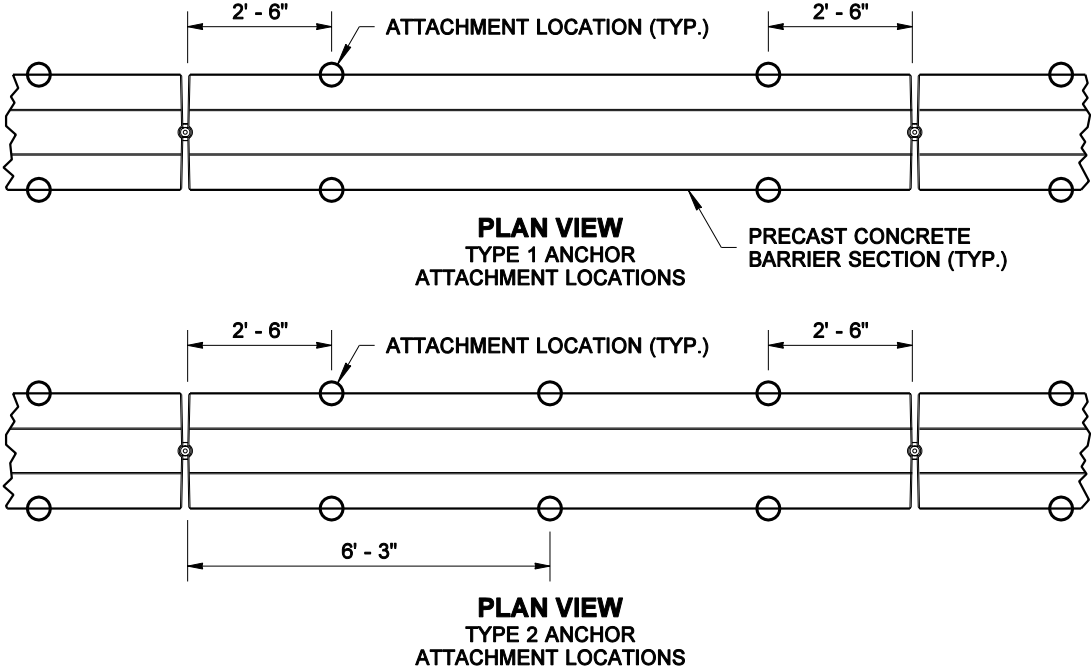 2' - 6"
ATTACHMENT LOCATION (TYP.)
2' - 6"
PLAN VIEW
TYPE 1 ANCHOR
ATTACHMENT LOCATIONS
PRECAST CONCRETE
BARRIER SECTION (TYP.)
2' - 6"
ATTACHMENT LOCATION (TYP.)
2' - 6"
6' - 3"
PLAN VIEW
TYPE 2 ANCHOR
ATTACHMENT LOCATIONS